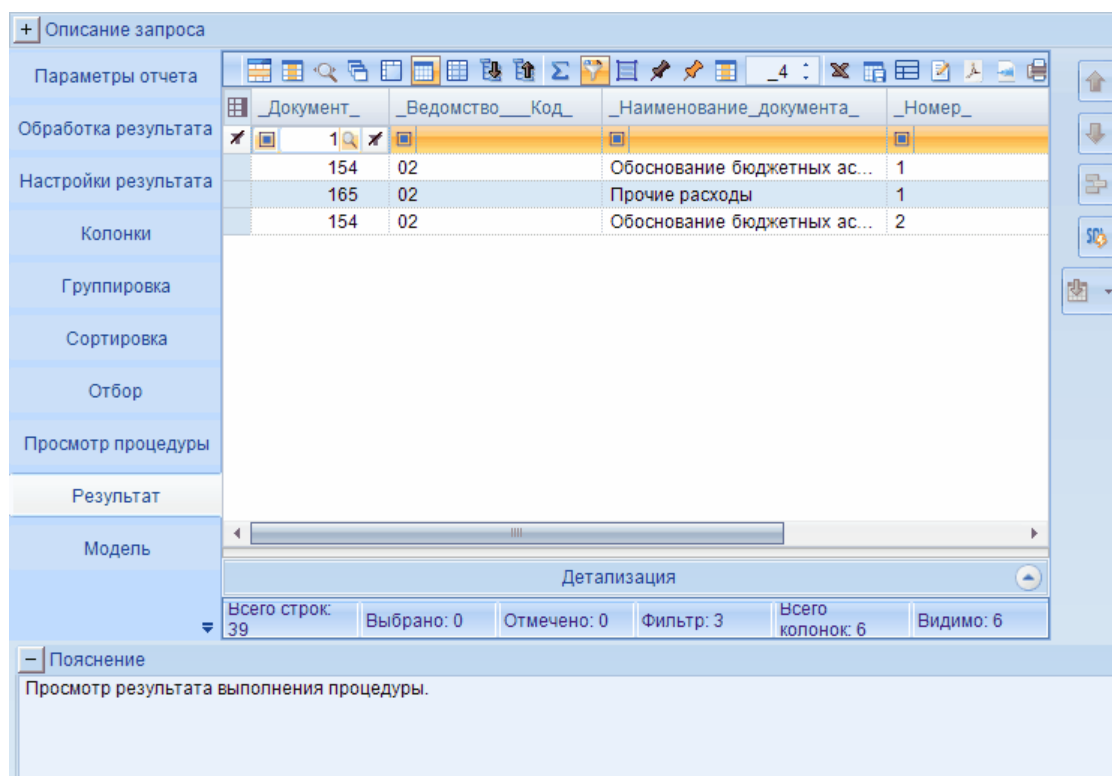 + Описание запроса
Параметры отчета
Обработка результата
Настройки результата
Колонки
Группировка
Сортировка
Отбор
Просмотр процедуры
Результат
Модель
_4
_Документ_ _Ведомство___Код_ _Наименование_документа_ _Номер_
1
154 02 Обоснование бюджетных ас... 1
165 02 Прочие расходы 1
154 02 Обоснование бюджетных ас... 2
SQL
Детализация
Всего строк: 39 Выбрано: 0 Отмечено: 0 Фильтр: 3 Всего колонок: 6 Видимо: 6
− Пояснение
Просмотр результата выполнения процедуры.